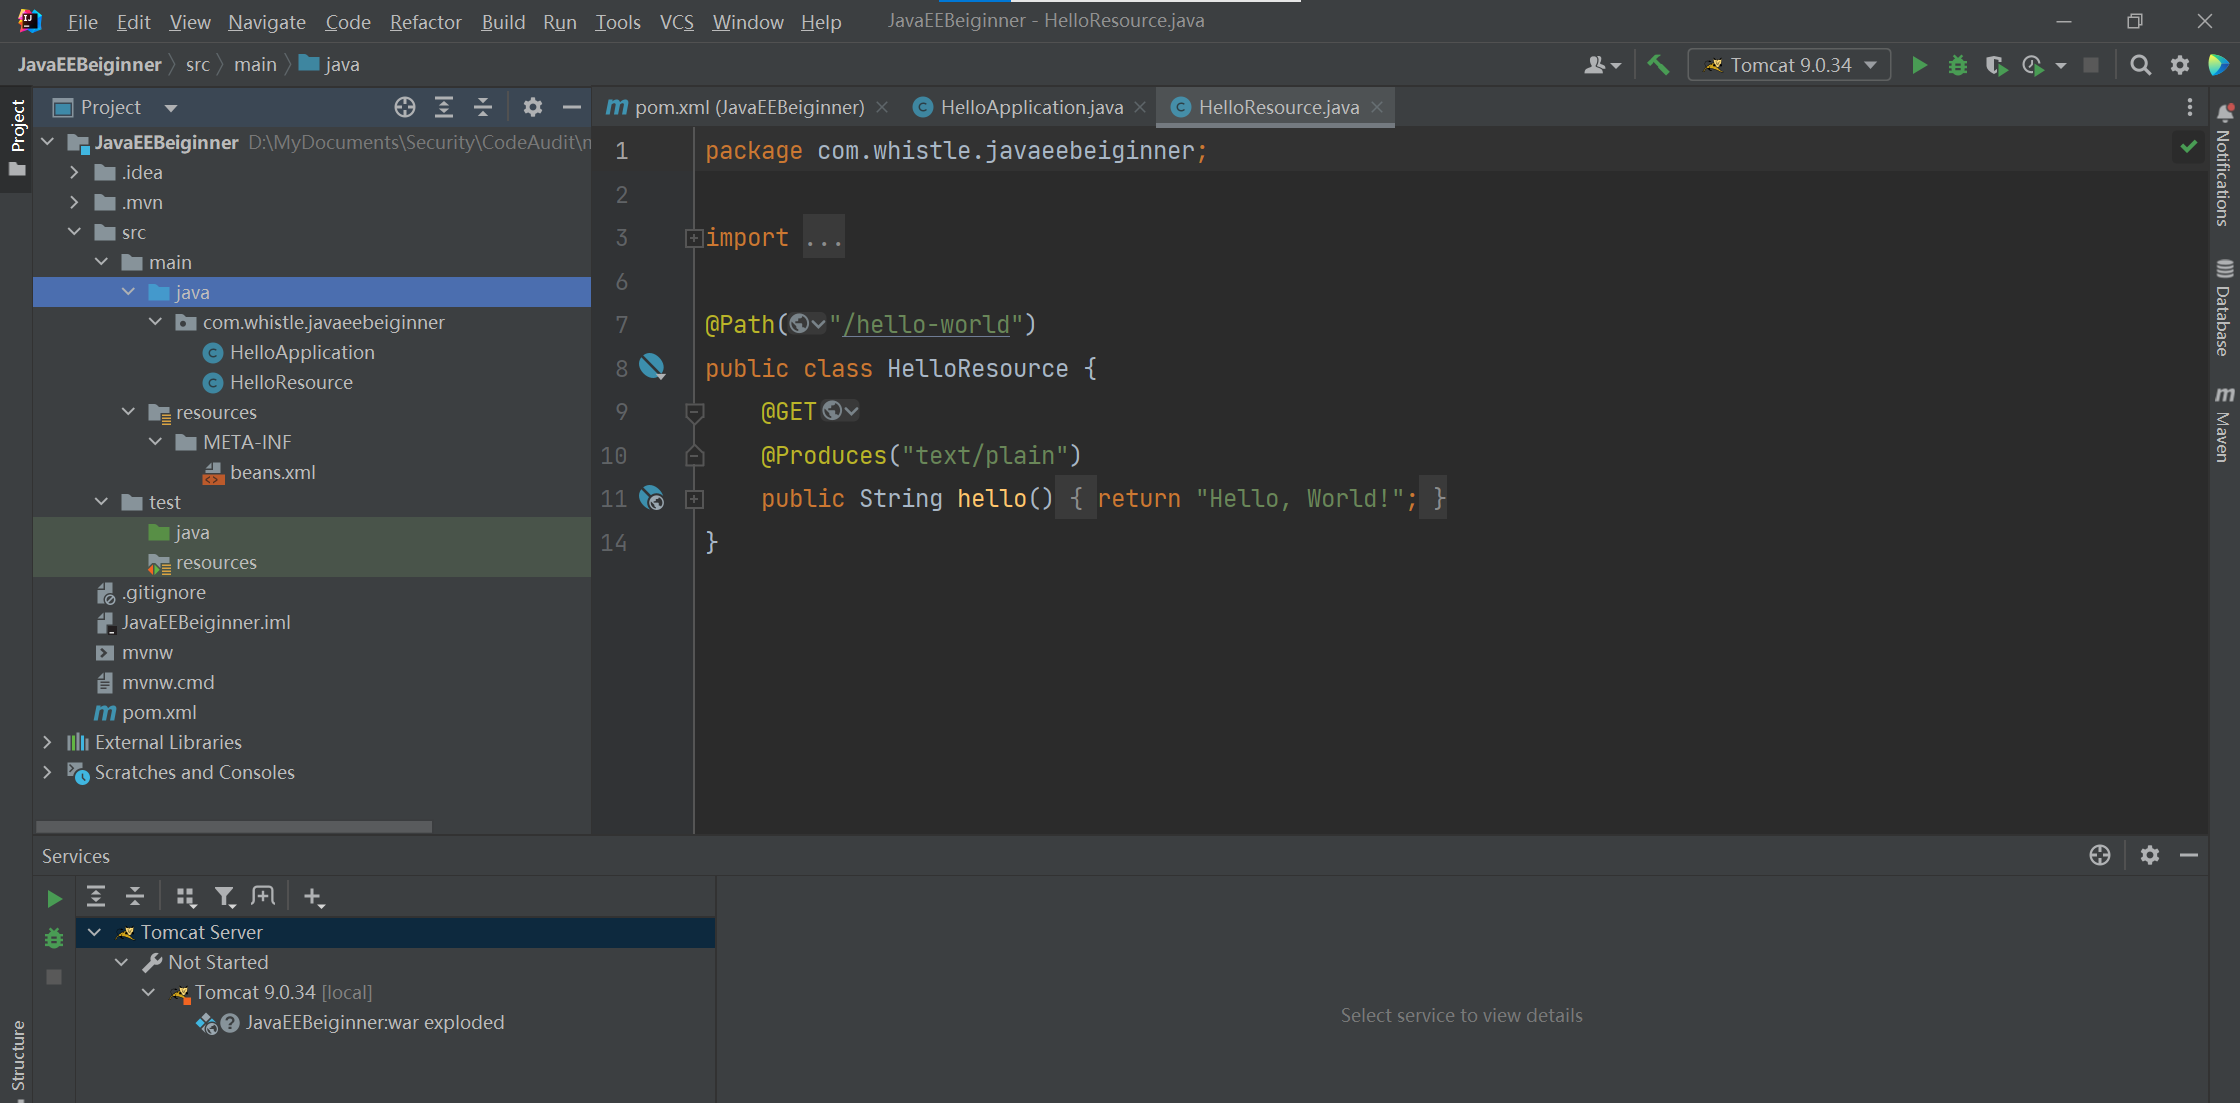 File Edit View Navigate Code Refactor Build Run Tools VCS Window Help JavaEEBeiginner - HelloResource.java
JavaEEBeiginner src main java
Tomcat 9.0.34
Project
Project
pom.xml (JavaEEBeiginner)
HelloApplication.java
HelloResource.java
JavaEEBeiginner D:\MyDocuments\Security\CodeAudit\
.idea
.mvn
src
main
java
com.whistle.javaeebeiginner
HelloApplication
HelloResource
resources
META-INF
beans.xml
test
java
resources
.gitignore
JavaEEBeiginner.iml
mvnw
mvnw.cmd
pom.xml
External Libraries
Scratches and Consoles
1 package com.whistle.javaeebeiginner;
2
3 import ...
6
7 @Path("/hello-world")
8 public class HelloResource {
9 @GET
10 @Produces("text/plain")
11 public String hello() { return "Hello, World!"; }
14 }
Notifications
Database
Maven
Services
Tomcat Server
Not Started
Tomcat 9.0.34 [local]
JavaEEBeiginner:war exploded
Select service to view details
Structure